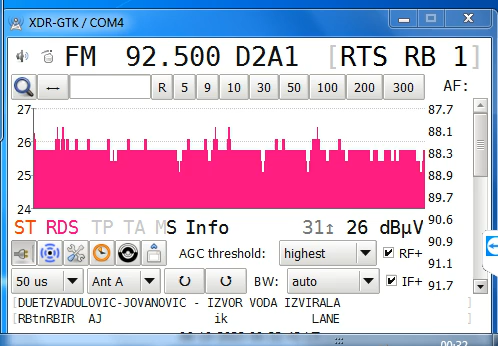 XDR-GTK / COM4
FM 92.500 D2A1 [RTS RB 1]
R 5 9 10 30 50 100 200 300 AF:
27
26
25
24
87.7
88.1
88.3
88.9
89.7
90.6
90.9
91.1
91.7
ST RDS TP TA MS Info 31↕ 26 dBµV
AGC threshold: highest RF+
50 us Ant A BW: auto IF+
[DUETZVADULOVIC-JOVANOVIC - IZVOR VODA IZVIRALA ]
[RBtnRBIR AJ ik LANE ]
00:32